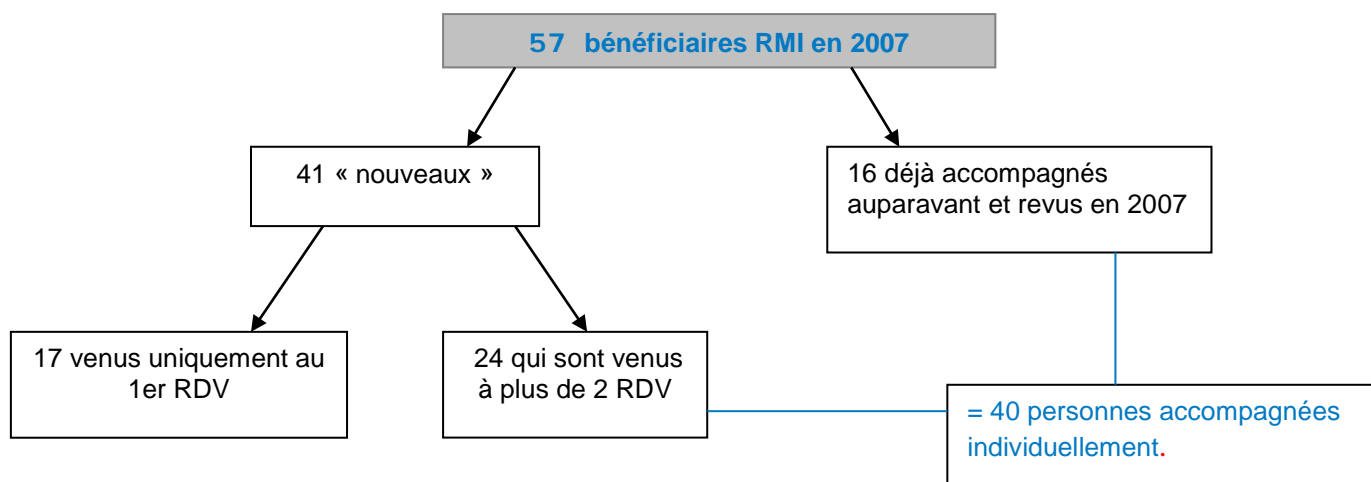 57 bénéficiaires RMI en 2007
41 « nouveaux »
16 déjà accompagnés
auparavant et revus en 2007
17 venus uniquement au
1er RDV
24 qui sont venus
à plus de 2 RDV
= 40 personnes accompagnées
individuellement.